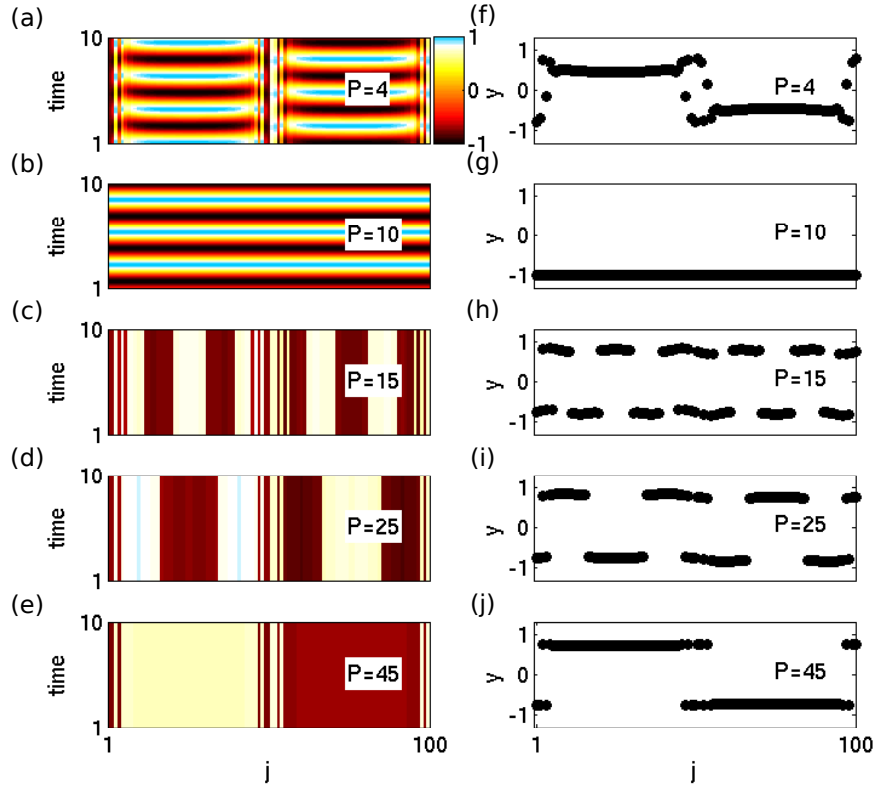 (a)
10
time
1
P=4
1
0
-1
(f)
1
0
-1
y
P=4
(b)
10
time
1
P=10
(g)
1
0
-1
y
P=10
(c)
10
time
1
P=15
(h)
1
0
-1
y
P=15
(d)
10
time
1
P=25
(i)
1
0
-1
y
P=25
(e)
10
time
1
P=45
1 100
j
(j)
1
0
-1
y
P=45
1 100
j